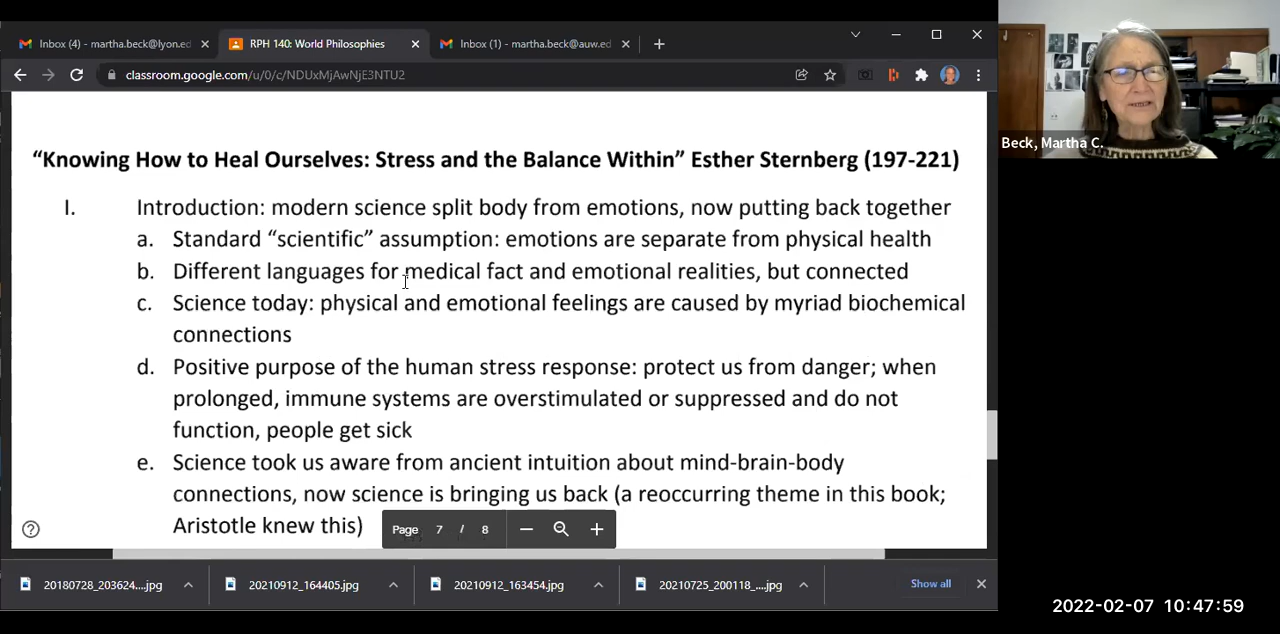 Inbox (4) - martha.beck@lyon.ed
RPH 140: World Philosophies
Inbox (1) - martha.beck@auw.ed
classroom.google.com/u/0/c/NDUxMjAwNjE3NTU2
Beck, Martha C.
“Knowing How to Heal Ourselves: Stress and the Balance Within” Esther Sternberg (197-221)
I. Introduction: modern science split body from emotions, now putting back together
a. Standard “scientific” assumption: emotions are separate from physical health
b. Different languages for medical fact and emotional realities, but connected
c. Science today: physical and emotional feelings are caused by myriad biochemical
connections
d. Positive purpose of the human stress response: protect us from danger; when
prolonged, immune systems are overstimulated or suppressed and do not
function, people get sick
e. Science took us aware from ancient intuition about mind-brain-body
connections, now science is bringing us back (a reoccurring theme in this book;
Aristotle knew this)
Page 7 / 8
20180728_203624....jpg
20210912_164405.jpg
20210912_163454.jpg
20210725_200118_....jpg
Show all
2022-02-07 10:47:59